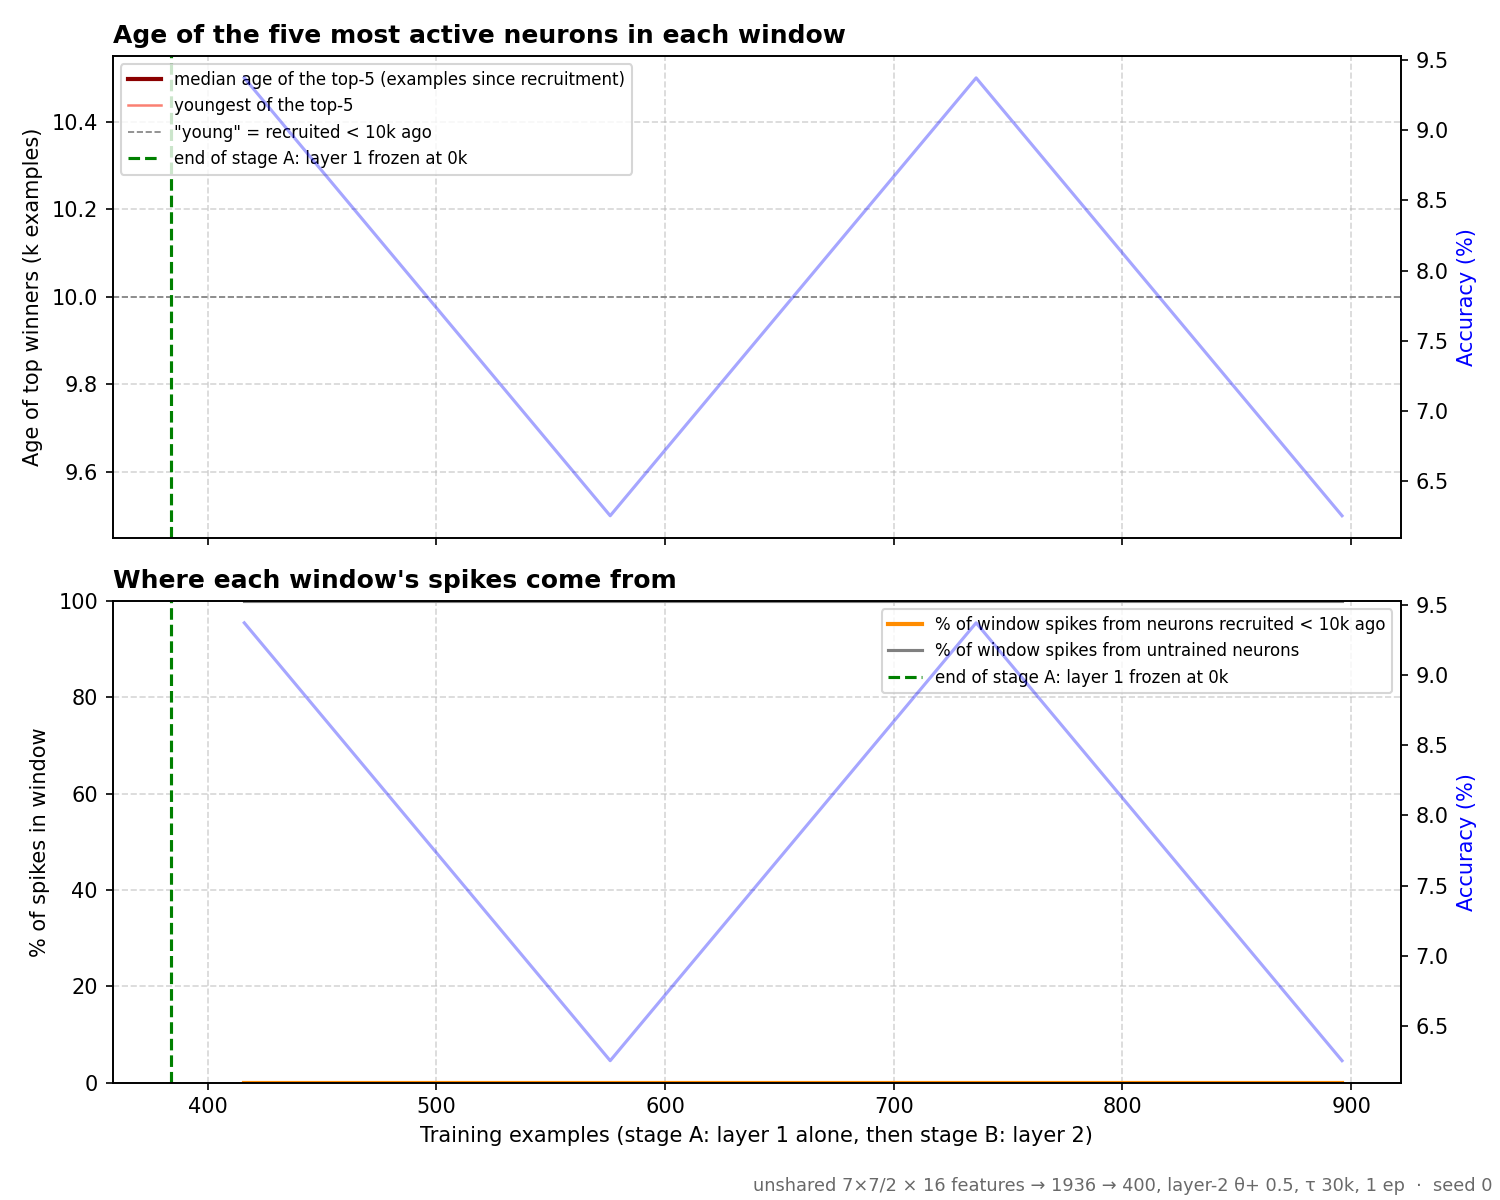 Age of the five most active neurons in each window
median age of the top-5 (examples since recruitment)
youngest of the top-5
"young" = recruited < 10k ago
end of stage A: layer 1 frozen at 0k
Age of top winners (k examples)
10.4
10.2
10.0
9.8
9.6
9.5
9.0
8.5
8.0
7.5
7.0
6.5
Accuracy (%)
Where each window's spikes come from
% of window spikes from neurons recruited < 10k ago
% of window spikes from untrained neurons
end of stage A: layer 1 frozen at 0k
% of spikes in window
100
80
60
40
20
0
9.5
9.0
8.5
8.0
7.5
7.0
6.5
Accuracy (%)
400 500 600 700 800 900
Training examples (stage A: layer 1 alone, then stage B: layer 2)
unshared 7×7/2 × 16 features → 1936 → 400, layer-2 θ+ 0.5, τ 30k, 1 ep · seed 0